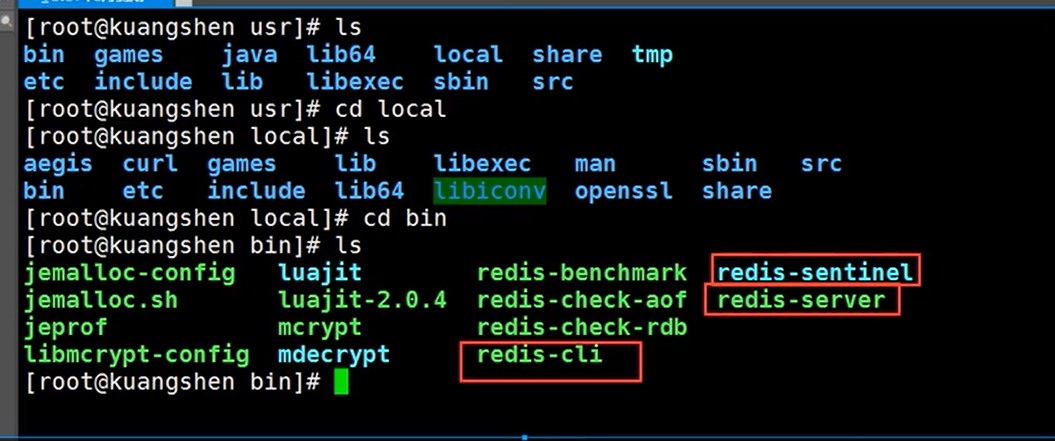 [root@kuangshen usr]# ls
bin games java lib64 local share tmp
etc include lib libexec sbin src
[root@kuangshen usr]# cd local
[root@kuangshen local]# ls
aegis curl games lib libexec man sbin src
bin etc include lib64 libiconv openssl share
[root@kuangshen local]# cd bin
[root@kuangshen bin]# ls
jemalloc-config luajit redis-benchmark redis-sentinel
jemalloc.sh luajit-2.0.4 redis-check-aof redis-server
jeprof mcrypt redis-check-rdb
libmcrypt-config mdecrypt redis-cli
[root@kuangshen bin]#